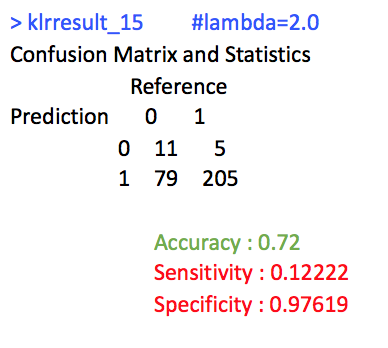 > klrresult_15 #lambda=2.0
Confusion Matrix and Statistics
Reference
Prediction 0 1
0 11 5
1 79 205
Accuracy : 0.72
Sensitivity : 0.12222
Specificity : 0.97619